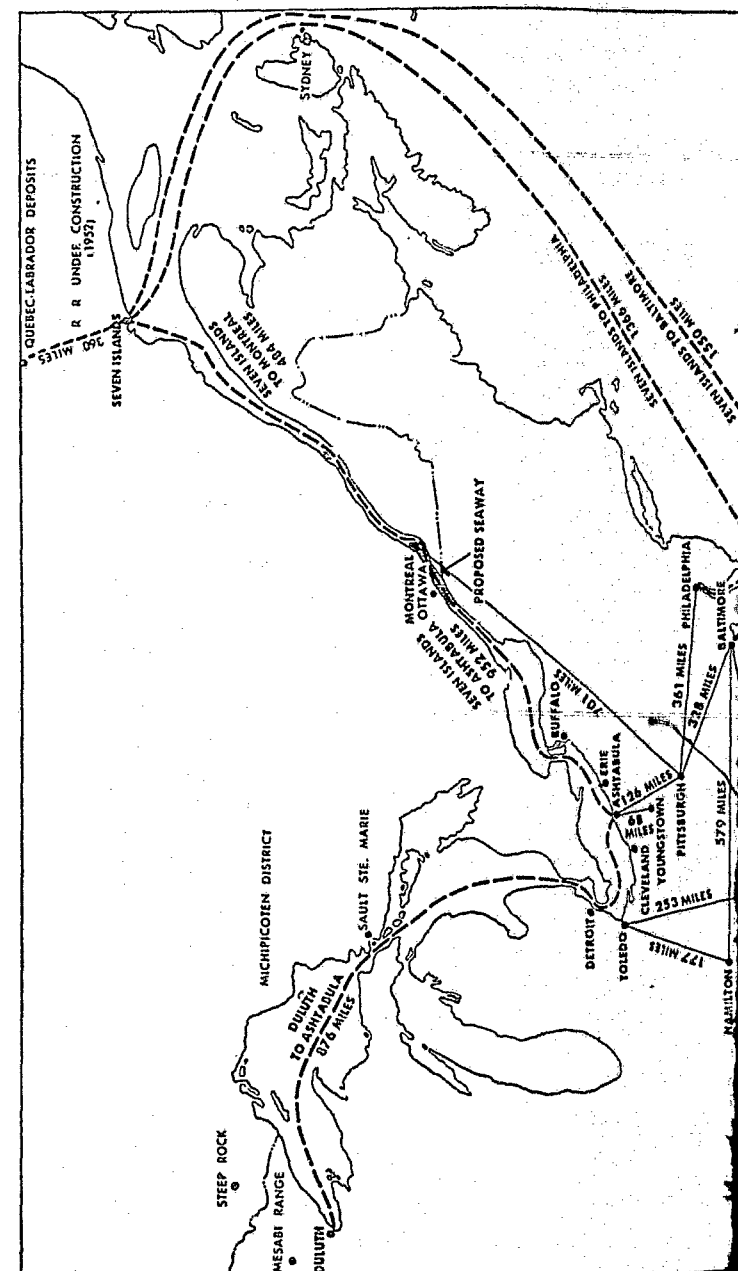 QUEBEC-LABRADOR DEPOSITS
360 MILES
R R UNDER CONSTRUCTION
(1952)
SEVEN ISLANDS
SYDNEY
SEVEN ISLANDS
TO MONTREAL
404 MILES
SEVEN ISLANDS TO PHILADELPHIA
1366 MILES
SEVEN ISLANDS TO BALTIMORE
MILES
MONTREAL
OTTAWA
PROPOSED SEAWAY
SEVEN ISLANDS
TO ASHTABULA
952 MILES
701 MILES
BUFFALO
ERIE
ASHTABULA
126 MILES
68
MILES
CLEVELAND
YOUNGSTOWN
PITTSBURGH
361 MILES
328 MILES
PHILADELPHIA
BALTIMORE
579 MILES
253 MILES
177 MILES
DETROIT
TOLEDO
HAMILTON
MICHIPICOTEN DISTRICT
SAULT STE. MARIE
DULUTH
TO ASHTABULA
876 MILES
STEEP ROCK
MESABI RANGE
DULUTH